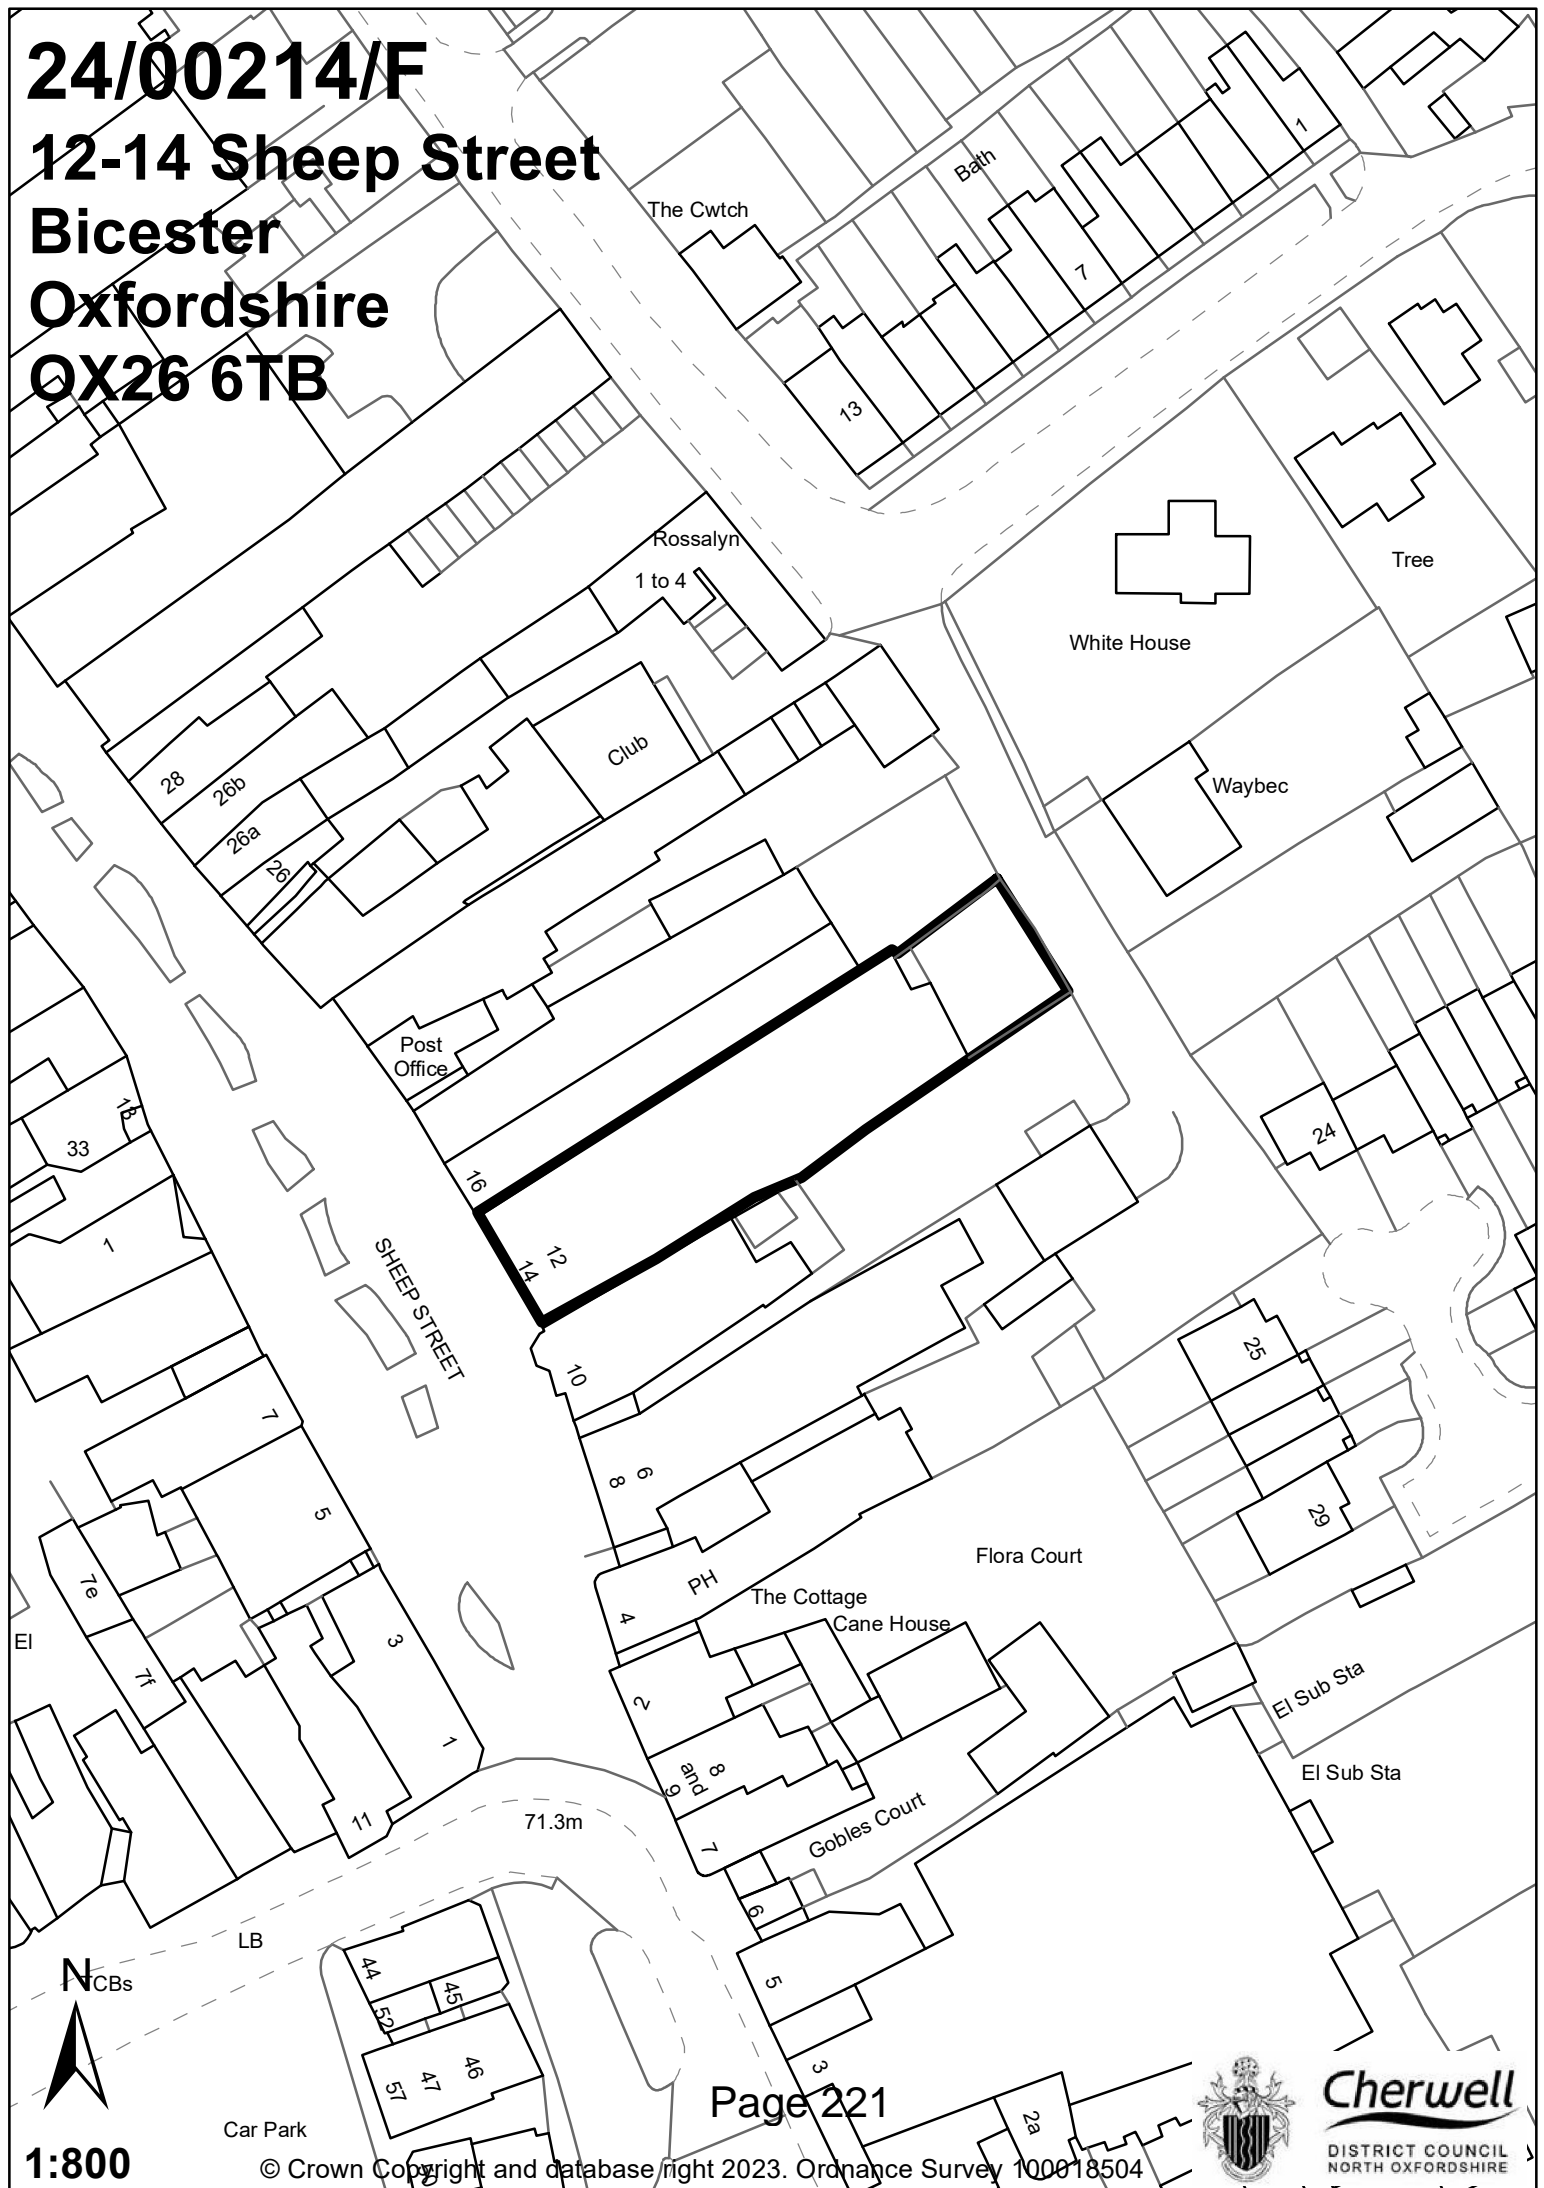 24/00214/F
12-14 Sheep Street
Bicester
Oxfordshire
OX26 6TB
Bath
1
The Cwtch
7
13
Rossalyn
1 to 4
Tree
White House
Club
Waybec
28
26b
26a
26
Post
Office
13
33
24
16
1
12
14
SHEEP STREET
25
10
7
6
8
5
29
Flora Court
7e
PH
The Cottage
4
Cane House
El
3
7f
El Sub Sta
2
1
8
and
9
El Sub Sta
11
71.3m
Gobles Court
7
6
LB
44
N
TCBs
45
5
52
46
47
57
3
Page 221
2a
Car Park
Cherwell
DISTRICT COUNCIL
NORTH OXFORDSHIRE
1:800
© Crown Copyright and database right 2023. Ordnance Survey 100018504